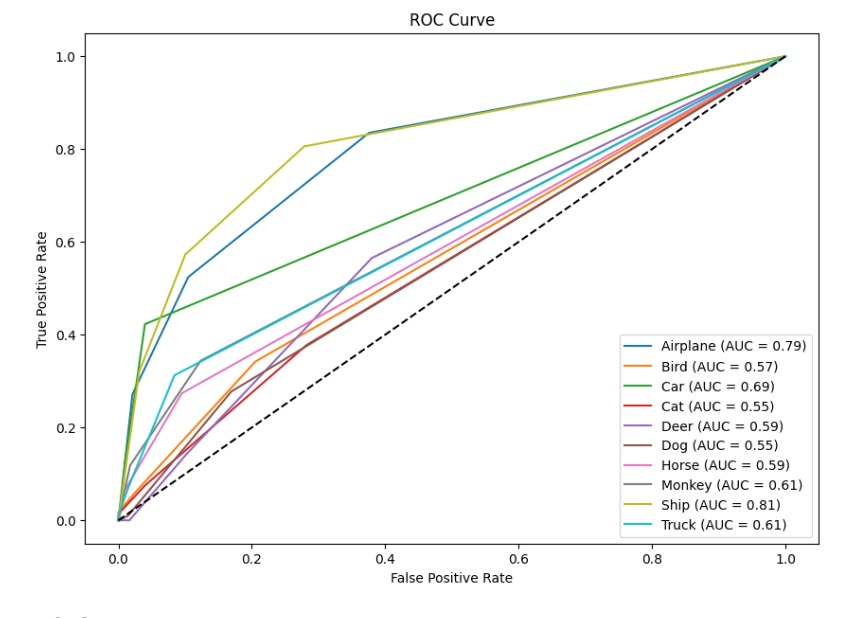 ROC Curve
1.0
0.8
0.6
0.4
0.2
0.0
True Positive Rate
Airplane (AUC = 0.79)
Bird (AUC = 0.57)
Car (AUC = 0.69)
Cat (AUC = 0.55)
Deer (AUC = 0.59)
Dog (AUC = 0.55)
Horse (AUC = 0.59)
Monkey (AUC = 0.61)
Ship (AUC = 0.81)
Truck (AUC = 0.61)
0.0 0.2 0.4 0.6 0.8 1.0
False Positive Rate